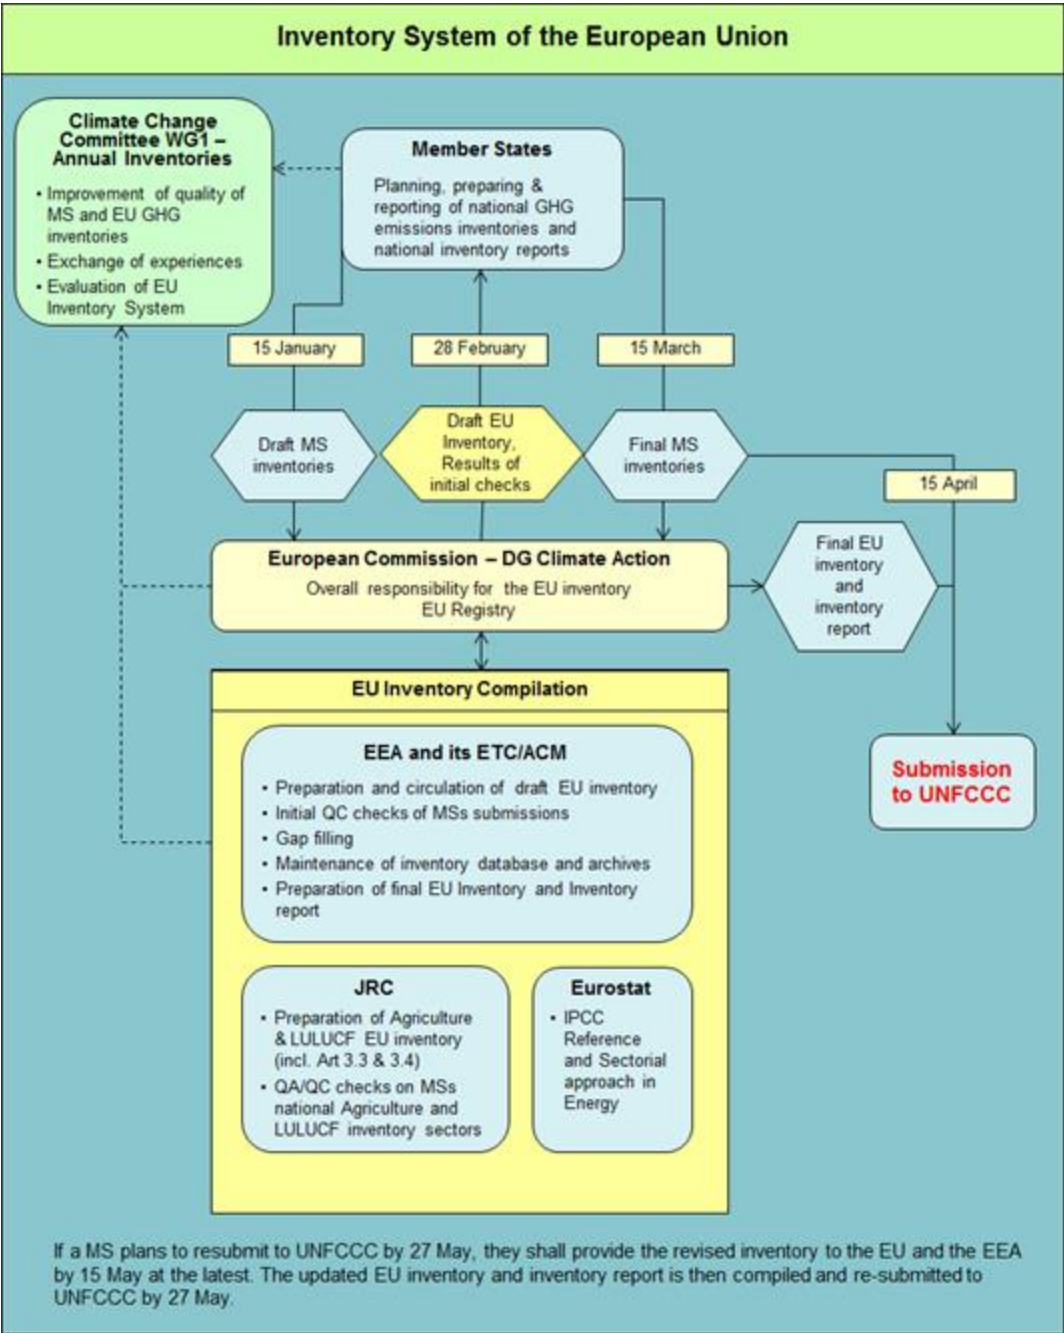 Inventory System of the European Union
Climate Change
Committee WG1 –
Annual Inventories
• Improvement of quality of
MS and EU GHG
inventories
• Exchange of experiences
• Evaluation of EU
Inventory System
Member States
Planning, preparing &
reporting of national GHG
emissions inventories and
national inventory reports
15 January
28 February
15 March
Draft MS
inventories
Draft EU
Inventory,
Results of
initial checks
Final MS
inventories
15 April
European Commission – DG Climate Action
Overall responsibility for the EU inventory
EU Registry
Final EU
inventory
and
inventory
report
EU Inventory Compilation
EEA and its ETC/ACM
• Preparation and circulation of draft EU inventory
• Initial QC checks of MSs submissions
• Gap filling
• Maintenance of inventory database and archives
• Preparation of final EU Inventory and Inventory
report
Submission
to UNFCCC
JRC
• Preparation of Agriculture
& LULUCF EU inventory
(incl. Art 3.3 & 3.4)
• QA/QC checks on MSs
national Agriculture and
LULUCF inventory sectors
Eurostat
• IPCC
Reference
and Sectorial
approach in
Energy
If a MS plans to resubmit to UNFCCC by 27 May, they shall provide the revised inventory to the EU and the EEA
by 15 May at the latest. The updated EU inventory and inventory report is then compiled and re-submitted to
UNFCCC by 27 May.